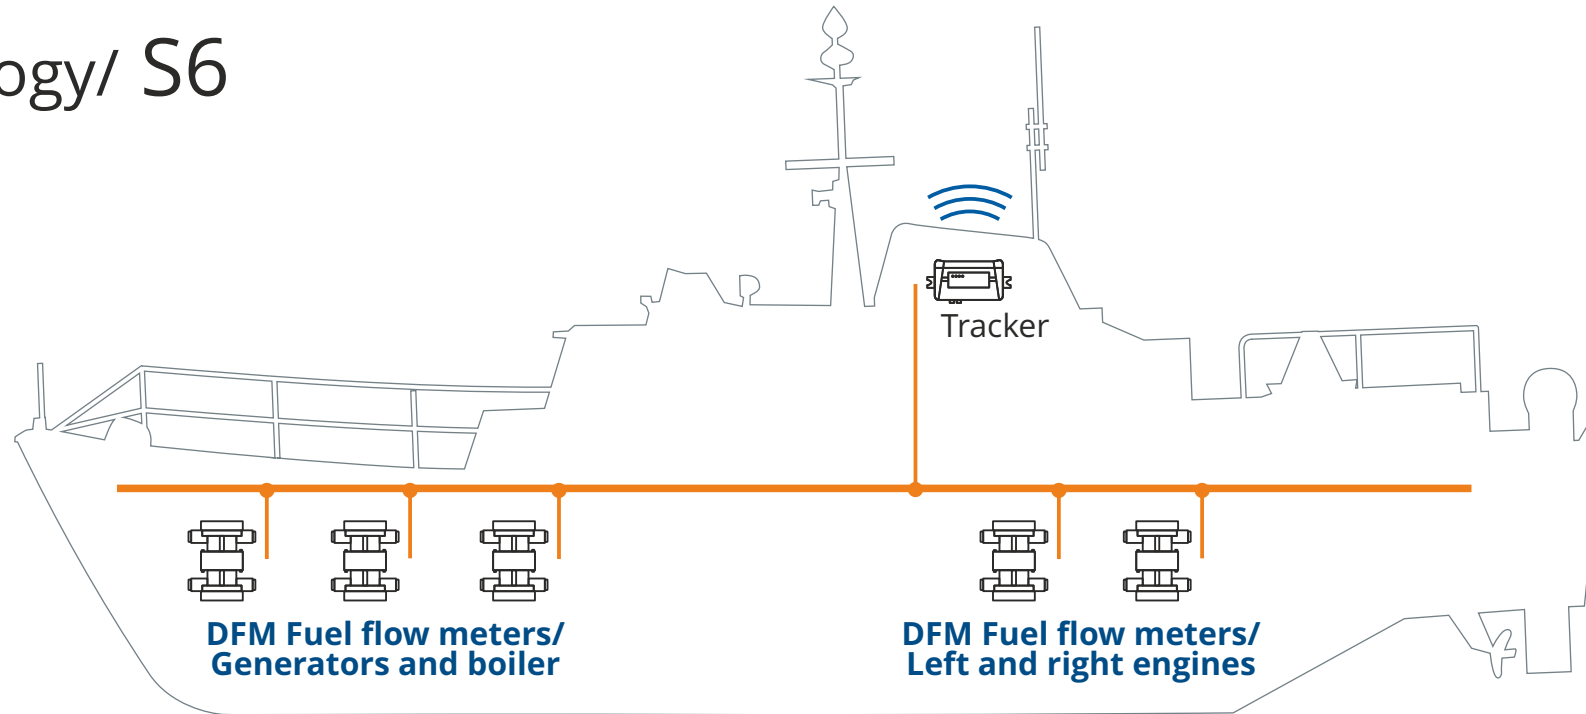 ogy/ S6
Tracker
DFM Fuel flow meters/
Generators and boiler
DFM Fuel flow meters/
Left and right engines